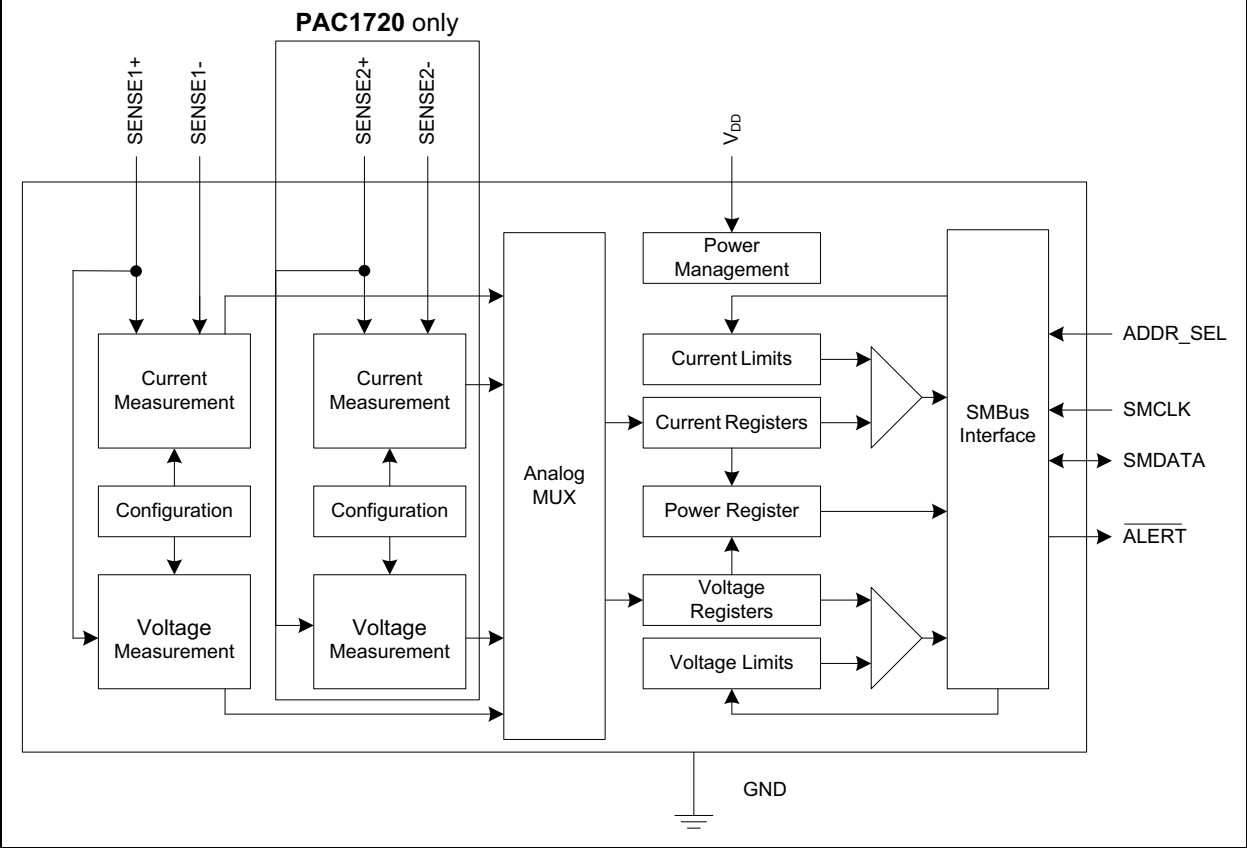 PAC1720 only
SENSE1+
SENSE1-
SENSE2+
SENSE2-
VDD
Power
Management
Current
Measurement
Current
Measurement
Current Limits
Current Registers
ADDR_SEL
SMCLK
SMBus
Interface
SMDATA
Analog
MUX
Configuration
Configuration
Power Register
ALERT
Voltage
Measurement
Voltage
Measurement
Voltage
Registers
Voltage Limits
GND